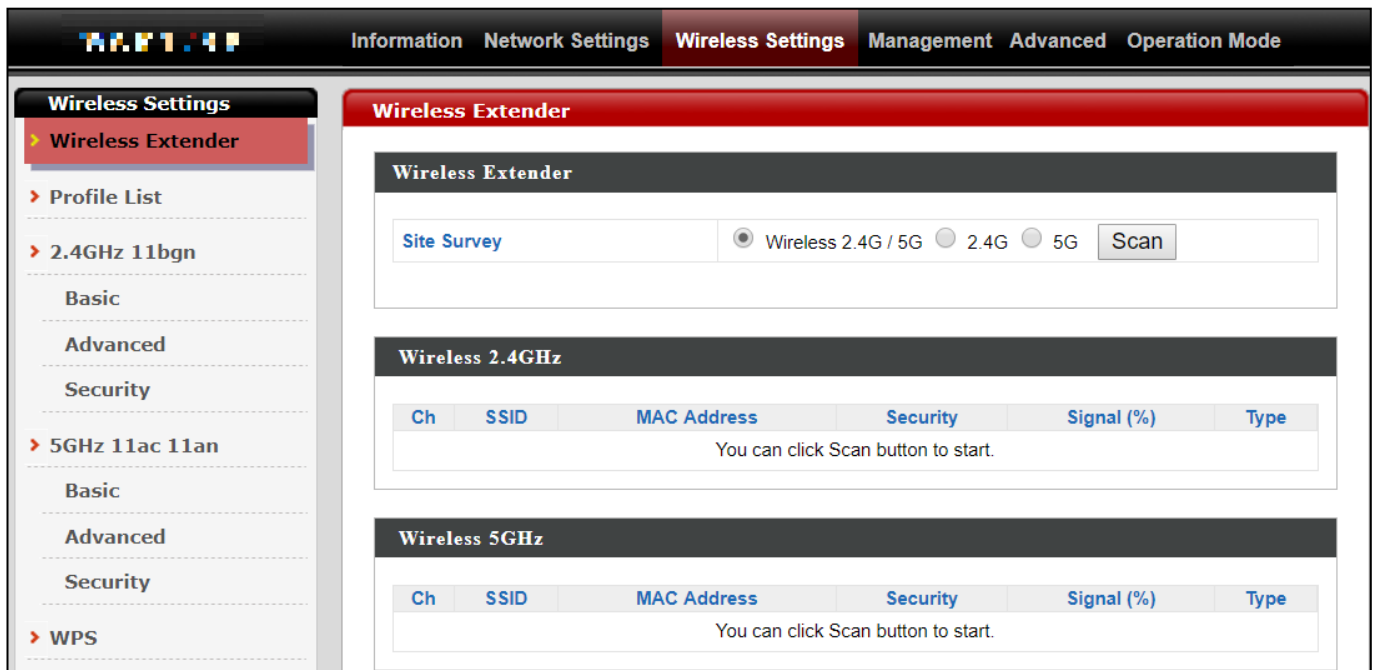 Information Network Settings Wireless Settings Management Advanced Operation Mode
Wireless Settings
Wireless Extender
Profile List
2.4GHz 11bgn
Basic
Advanced
Security
5GHz 11ac 11an
Basic
Advanced
Security
WPS
Wireless Extender
Wireless Extender
Site Survey Wireless 2.4G / 5G 2.4G 5G Scan
Wireless 2.4GHz
Ch SSID MAC Address Security Signal (%) Type
You can click Scan button to start.
Wireless 5GHz
Ch SSID MAC Address Security Signal (%) Type
You can click Scan button to start.